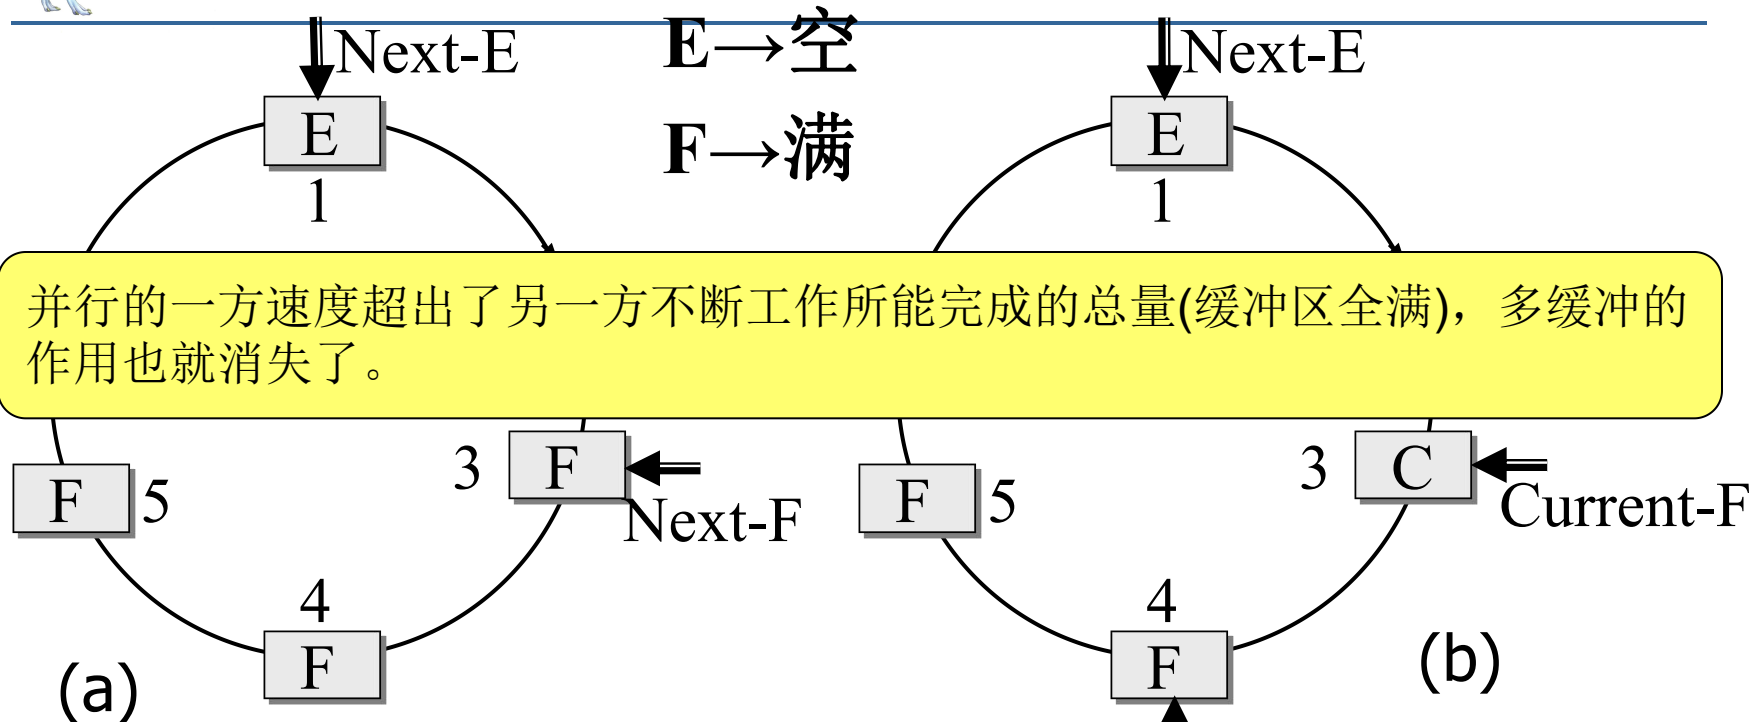 Next-E
E→空
Next-E
E
F→满
E
1
1
并行的一方速度超出了另一方不断工作所能完成的总量(缓冲区全满)，多缓冲的
作用也就消失了。
3
F
3
C
F
5
Next-F
F
5
Current-F
4
4
F
F
(a)
(b)